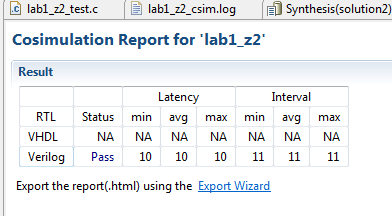 lab1_z2_test.c lab1_z2_csim.log Synthesis(solution2)
Cosimulation Report for 'lab1_z2'
Result
Latency Interval
RTL Status min avg max min avg max
VHDL NA NA NA NA NA NA NA
Verilog Pass 10 10 10 11 11 11
Export the report(.html) using the Export Wizard